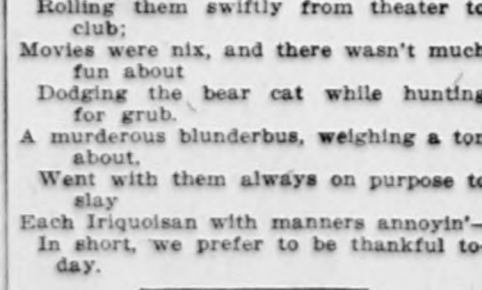 Rolling them swiftly from theater to
club;
Movies were nix, and there wasn't much
fun about
Dodging the bear cat while hunting
for grub.
A murderous blunderbus, weighing a ton
about,
Went with them always on purpose to
slay
Each Iriquoisan with manners annoyin'—
In short, we prefer to be thankful to-
day.